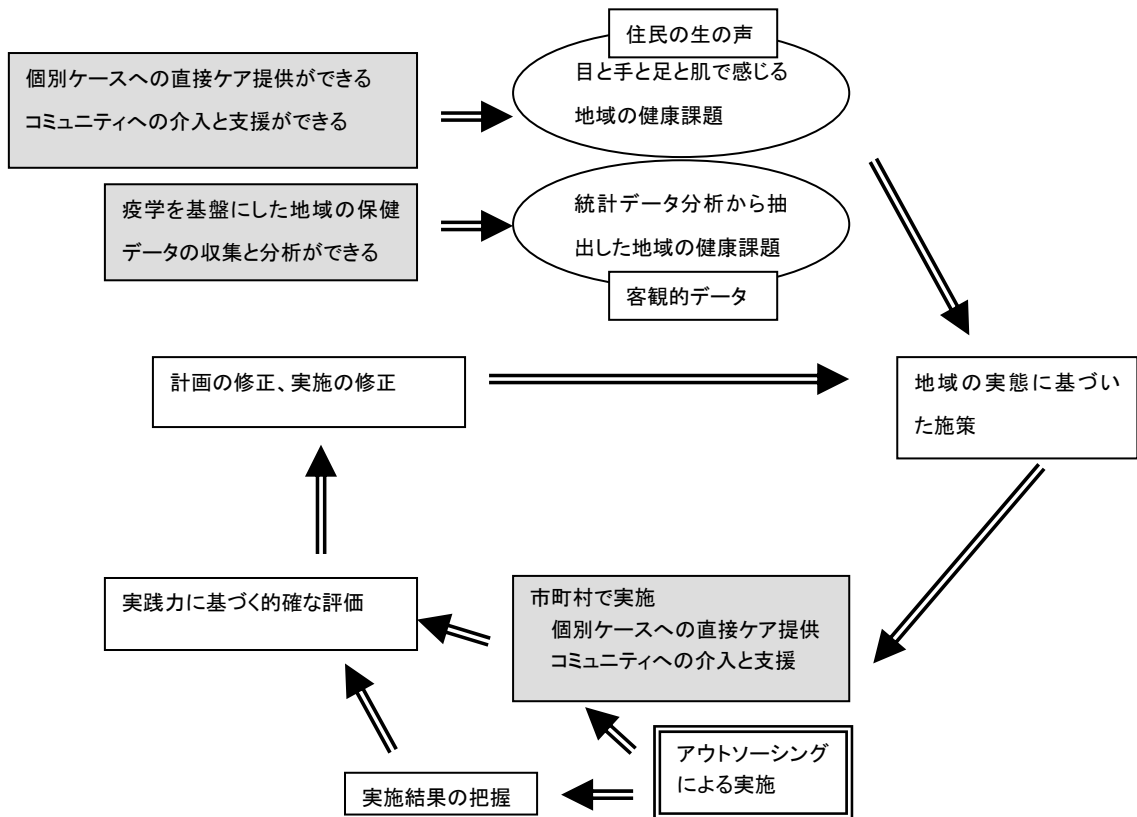 住民の生の声
目と手と足と肌で感じる
地域の健康課題
個別ケースへの直接ケア提供ができる
コミュニティへの介入と支援ができる
疫学を基盤にした地域の保健
データの収集と分析ができる
統計データ分析から抽
出した地域の健康課題
客観的データ
計画の修正、実施の修正
地域の実態に基づい
た施策
実践力に基づく的確な評価
市町村で実施
個別ケースへの直接ケア提供
コミュニティへの介入と支援
アウトソーシング
による実施
実施結果の把握